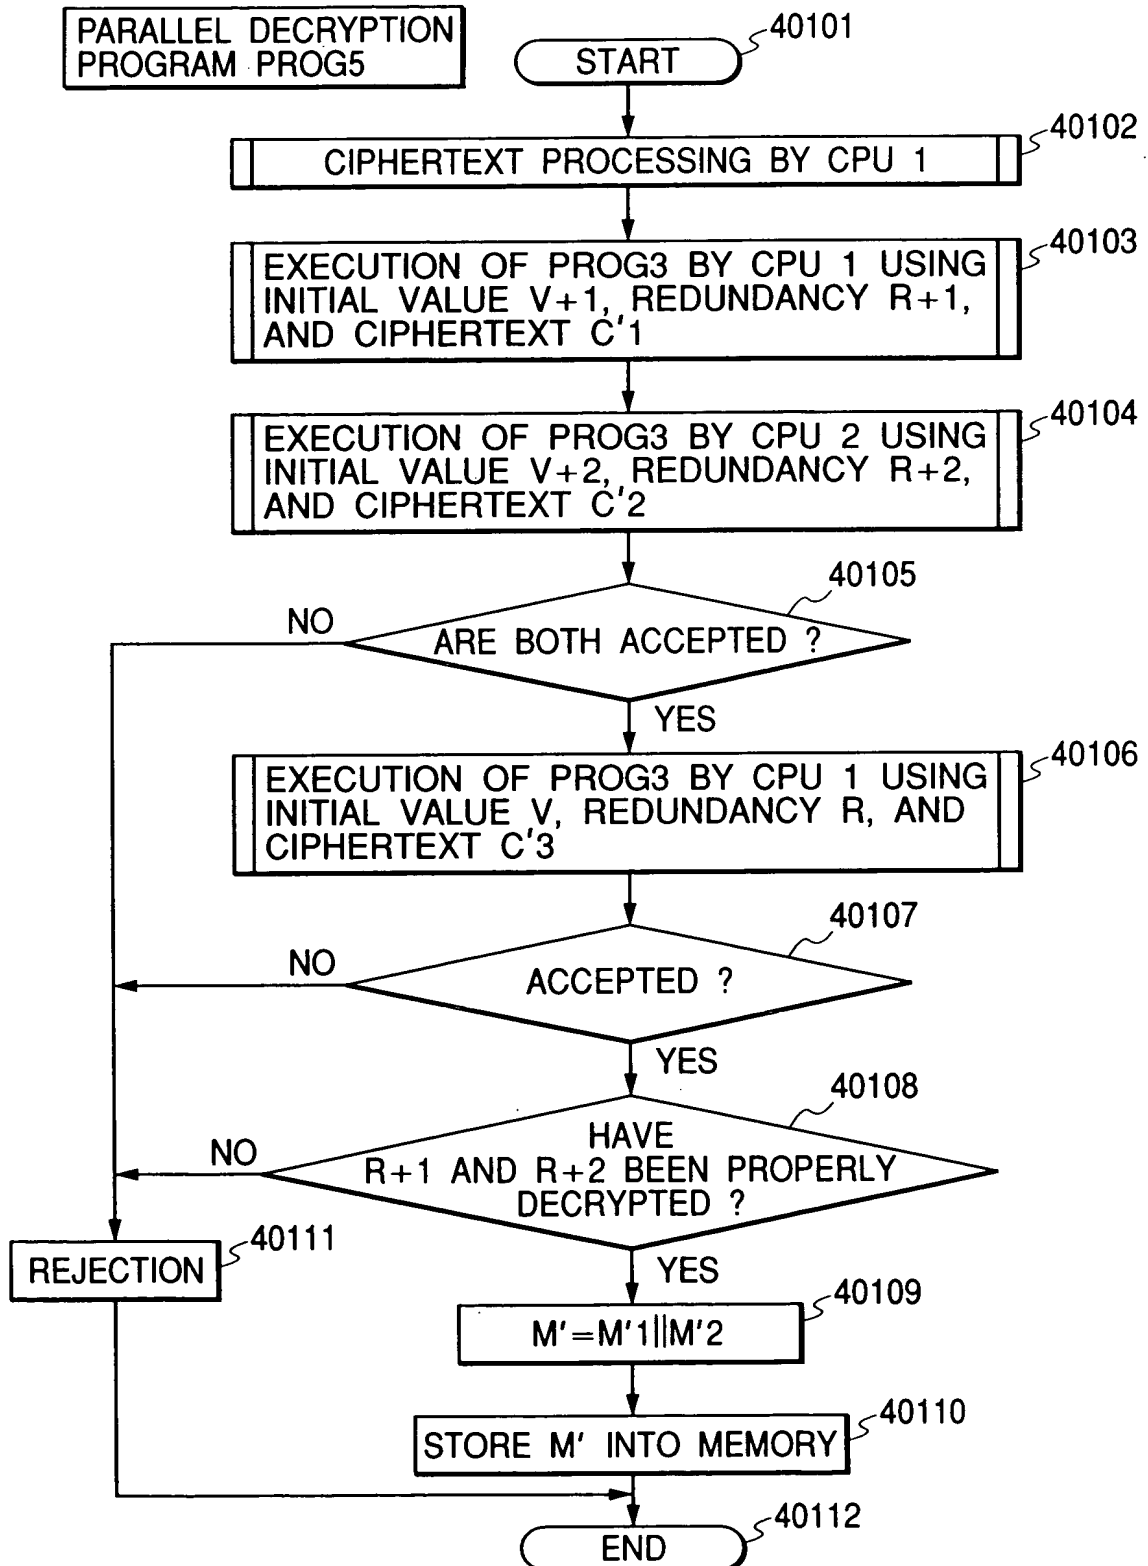 PARALLEL DECRYPTION
PROGRAM PROG5
START
40101
CIPHERTEXT PROCESSING BY CPU 1
40102
EXECUTION OF PROG3 BY CPU 1 USING
INITIAL VALUE V+1, REDUNDANCY R+1,
AND CIPHERTEXT C'1
40103
EXECUTION OF PROG3 BY CPU 2 USING
INITIAL VALUE V+2, REDUNDANCY R+2,
AND CIPHERTEXT C'2
40104
40105
NO
ARE BOTH ACCEPTED ?
YES
EXECUTION OF PROG3 BY CPU 1 USING
INITIAL VALUE V, REDUNDANCY R, AND
CIPHERTEXT C'3
40106
40107
NO
ACCEPTED ?
YES
40108
NO
HAVE
R+1 AND R+2 BEEN PROPERLY
DECRYPTED ?
YES
REJECTION
40111
M'=M'1||M'2
40109
STORE M' INTO MEMORY
40110
END
40112